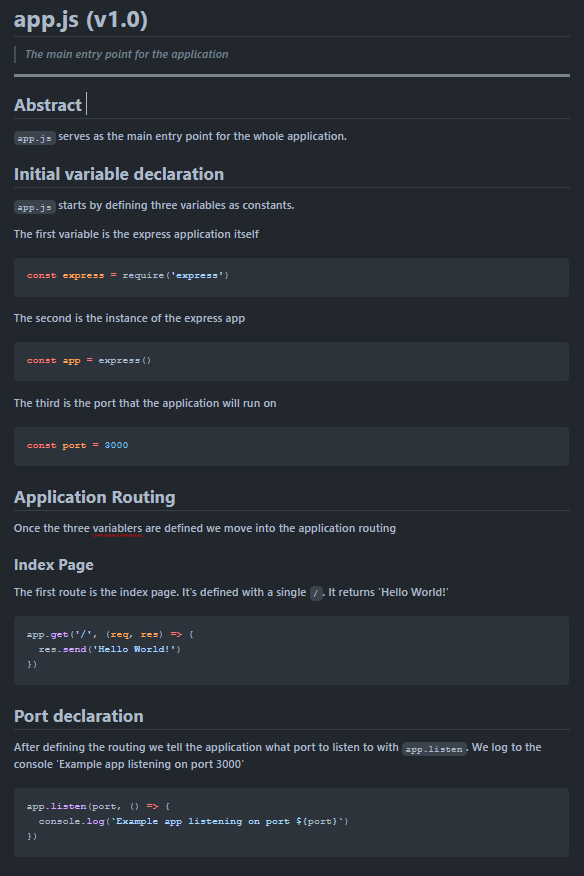 app.js (v1.0)
The main entry point for the application
Abstract
app.js serves as the main entry point for the whole application.
Initial variable declaration
app.js starts by defining three variables as constants.
The first variable is the express application itself
const express = require('express')
The second is the instance of the express app
const app = express()
The third is the port that the application will run on
const port = 3000
Application Routing
Once the three variablers are defined we move into the application routing
Index Page
The first route is the index page. It's defined with a single /. It returns 'Hello World!'
app.get('/', (req, res) => {
  res.send('Hello World!')
})
Port declaration
After defining the routing we tell the application what port to listen to with app.listen. We log to the
console 'Example app listening on port 3000'
app.listen(port, () => {
  console.log(`Example app listening on port ${port}`)
})